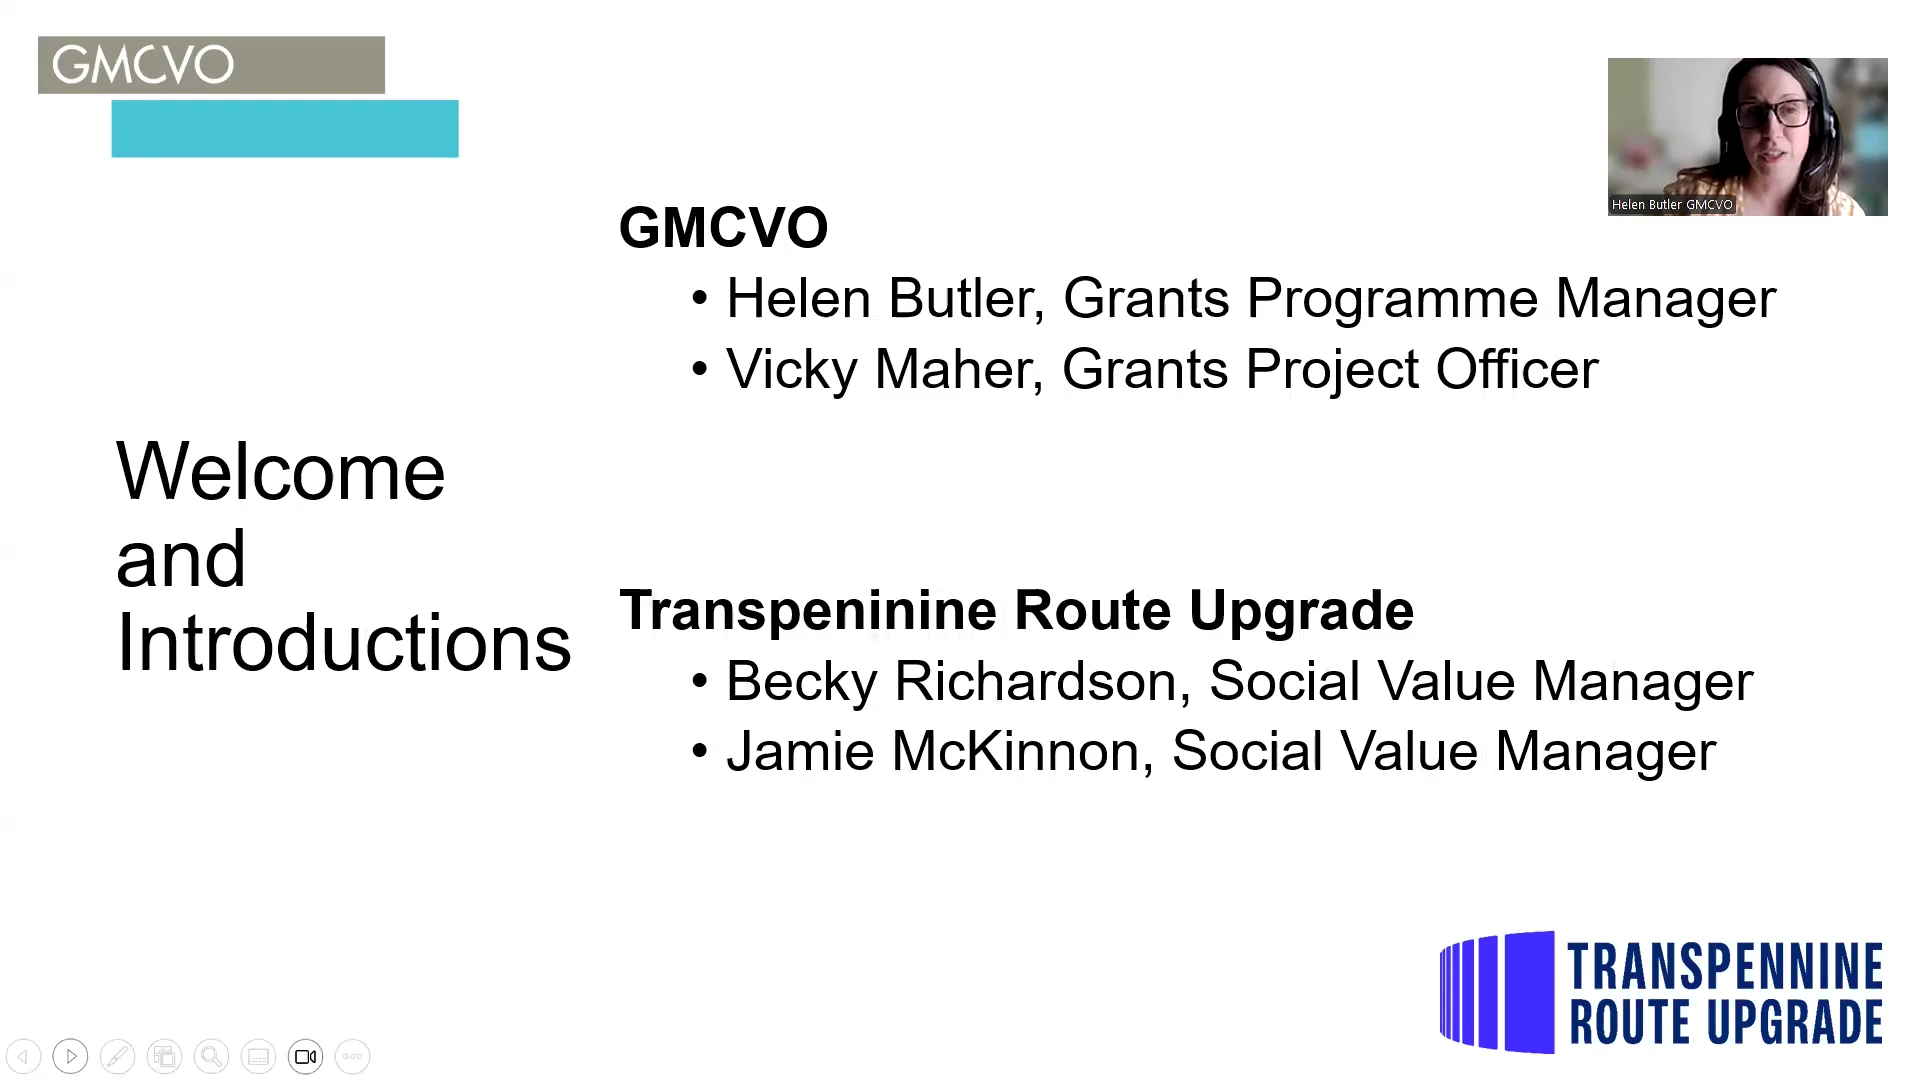 GMCVO
Helen Butler GMCVO
GMCVO
• Helen Butler, Grants Programme Manager
• Vicky Maher, Grants Project Officer
Welcome
and
Introductions
Transpeninine Route Upgrade
• Becky Richardson, Social Value Manager
• Jamie McKinnon, Social Value Manager
TRANSPENNINE
ROUTE UPGRADE